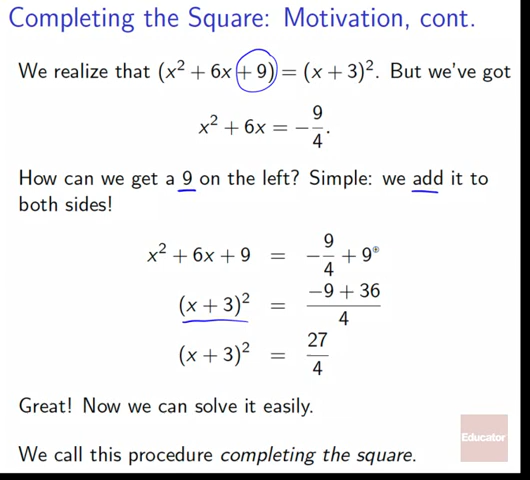 Completing the Square: Motivation, cont.
We realize that (x² + 6x + 9) = (x + 3)². But we've got
x² + 6x = −9/4.
How can we get a 9 on the left? Simple: we add it to
both sides!
x² + 6x + 9 = −9/4 + 9
(x + 3)² = (−9 + 36)/4
(x + 3)² = 27/4
Great! Now we can solve it easily.
Educator
We call this procedure completing the square.